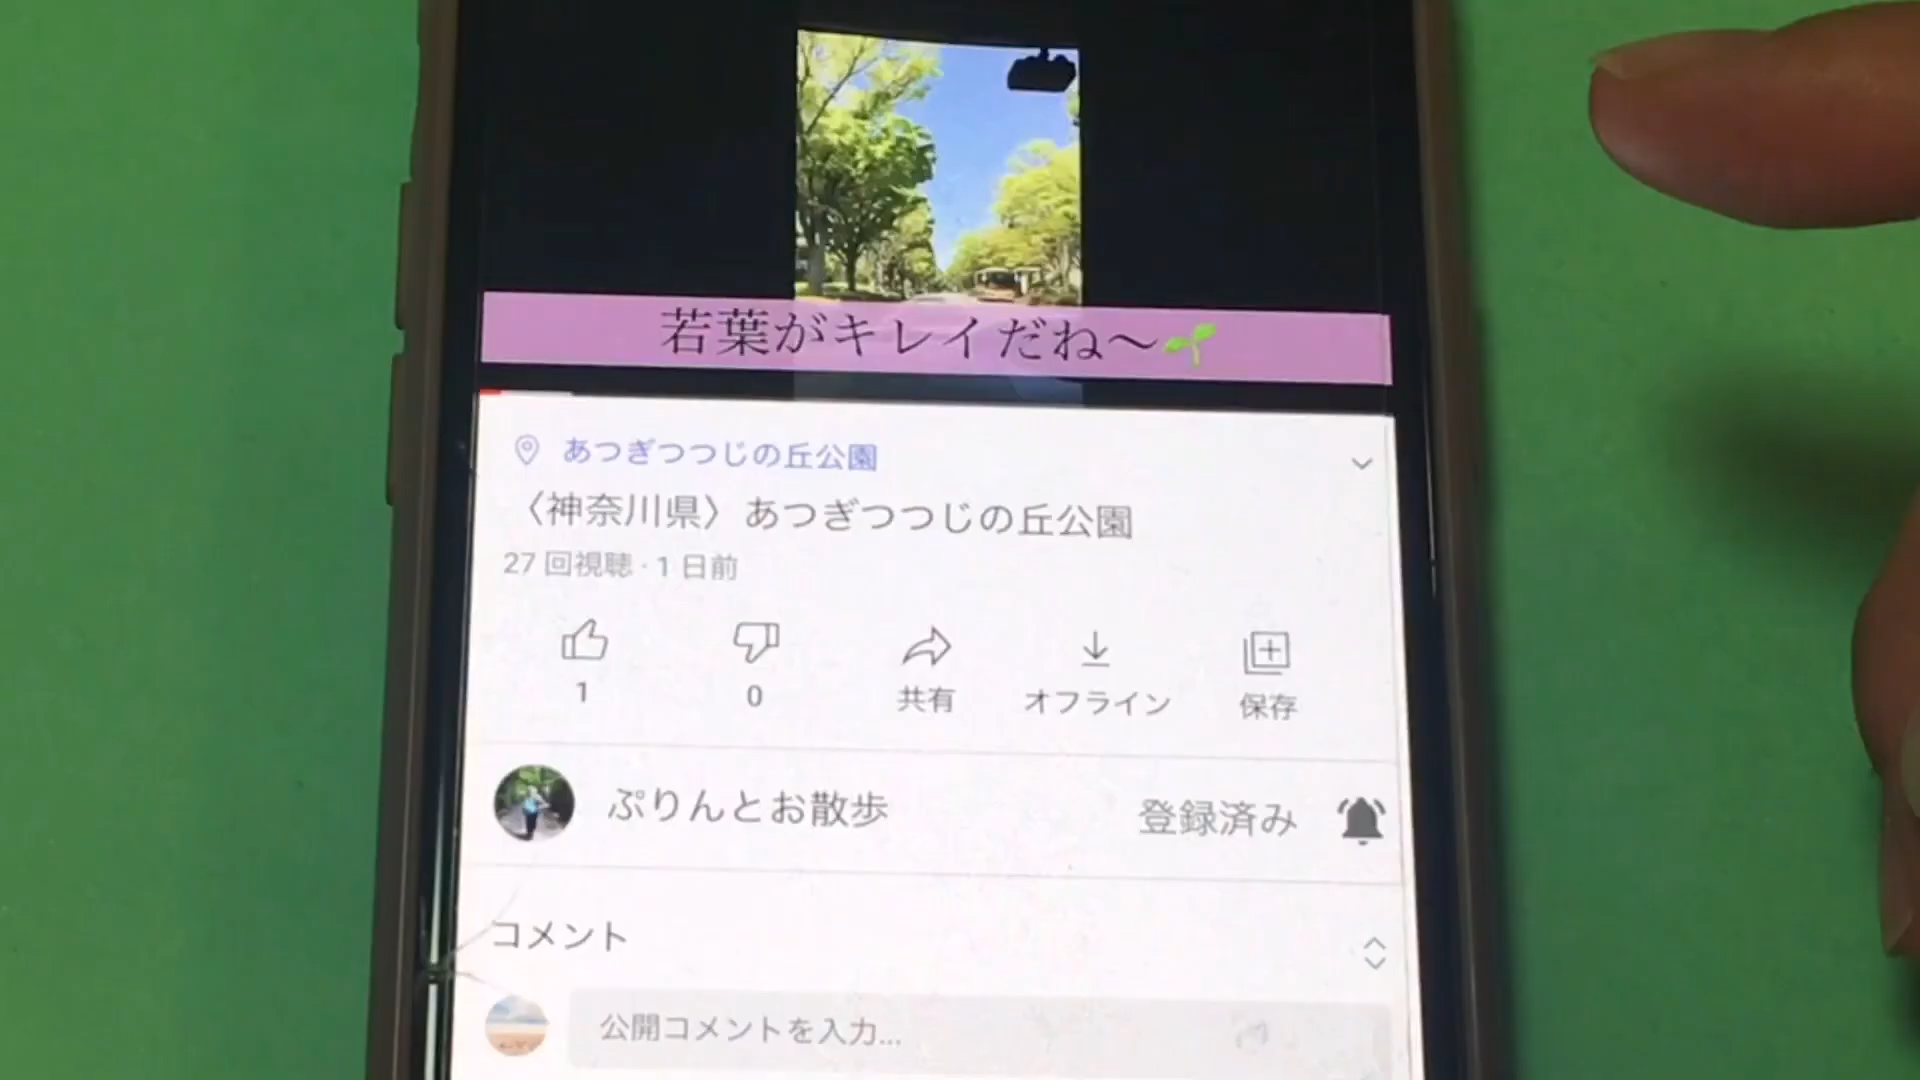 若葉がキレイだね〜🌱
あつぎつつじの丘公園
〈神奈川県〉あつぎつつじの丘公園
27 回視聴・1 日前
1
0
共有
オフライン
保存
ぷりんとお散歩
登録済み
コメント
公開コメントを入力...